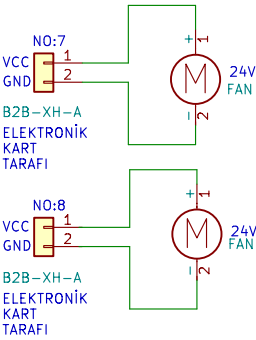 NO:7
VCC 1
GND 2
B2B-XH-A
ELEKTRONİK
KART
TARAFI
+ 1
M
24V
FAN
- 2
NO:8
VCC 1
GND 2
B2B-XH-A
ELEKTRONİK
KART
TARAFI
+ 1
M
24V
FAN
- 2